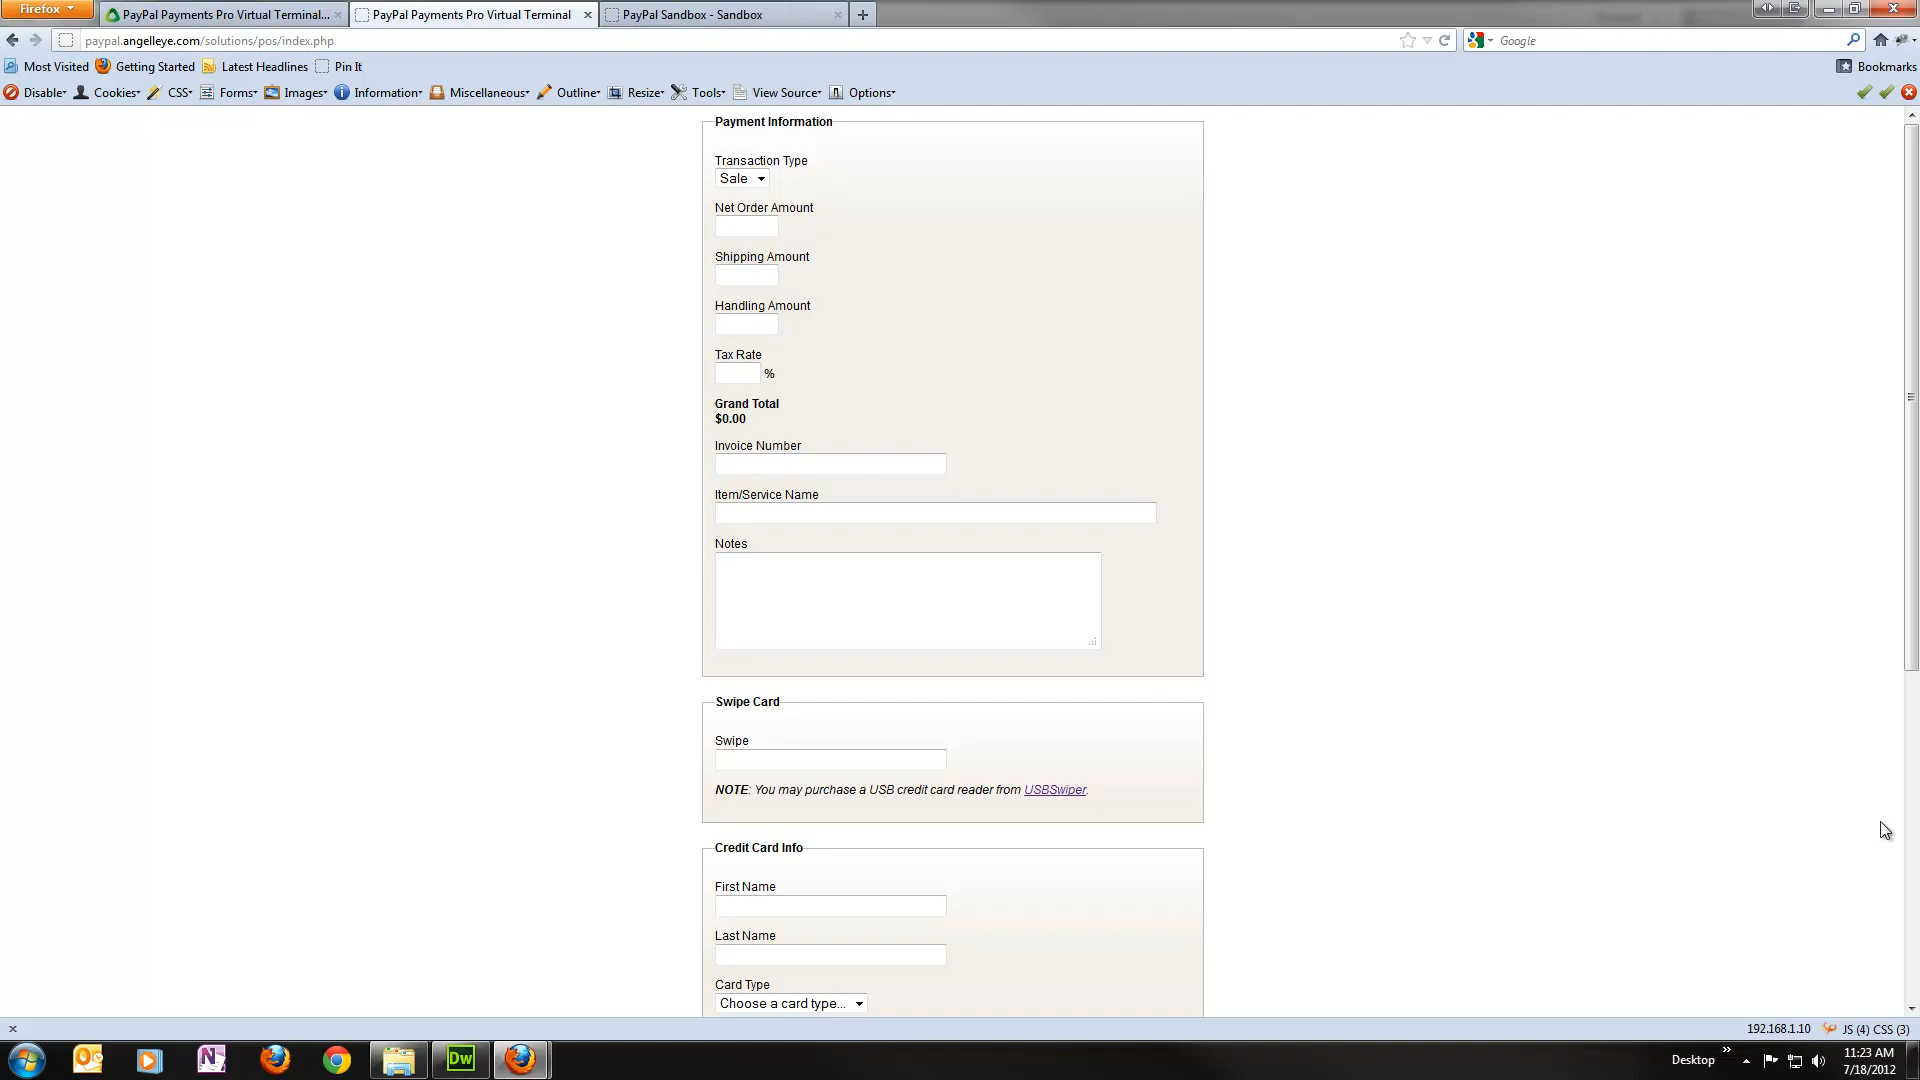 Firefox
PayPal Payments Pro Virtual Terminal...
PayPal Payments Pro Virtual Terminal
PayPal Sandbox - Sandbox
paypal.angelleye.com/solutions/pos/index.php
Google
Most Visited
Getting Started
Latest Headlines
Pin It
Bookmarks
Disable
Cookies
CSS
Forms
Images
Information
Miscellaneous
Outline
Resize
Tools
View Source
Options
Payment Information
Transaction Type
Sale
Net Order Amount
Shipping Amount
Handling Amount
Tax Rate
%
Grand Total
$0.00
Invoice Number
Item/Service Name
Notes
Swipe Card
Swipe
NOTE: You may purchase a USB credit card reader from USBSwiper.
Credit Card Info
First Name
Last Name
Card Type
Choose a card type...
192.168.1.10
JS (4) CSS (3)
Dw
Desktop
11:23 AM
7/18/2012